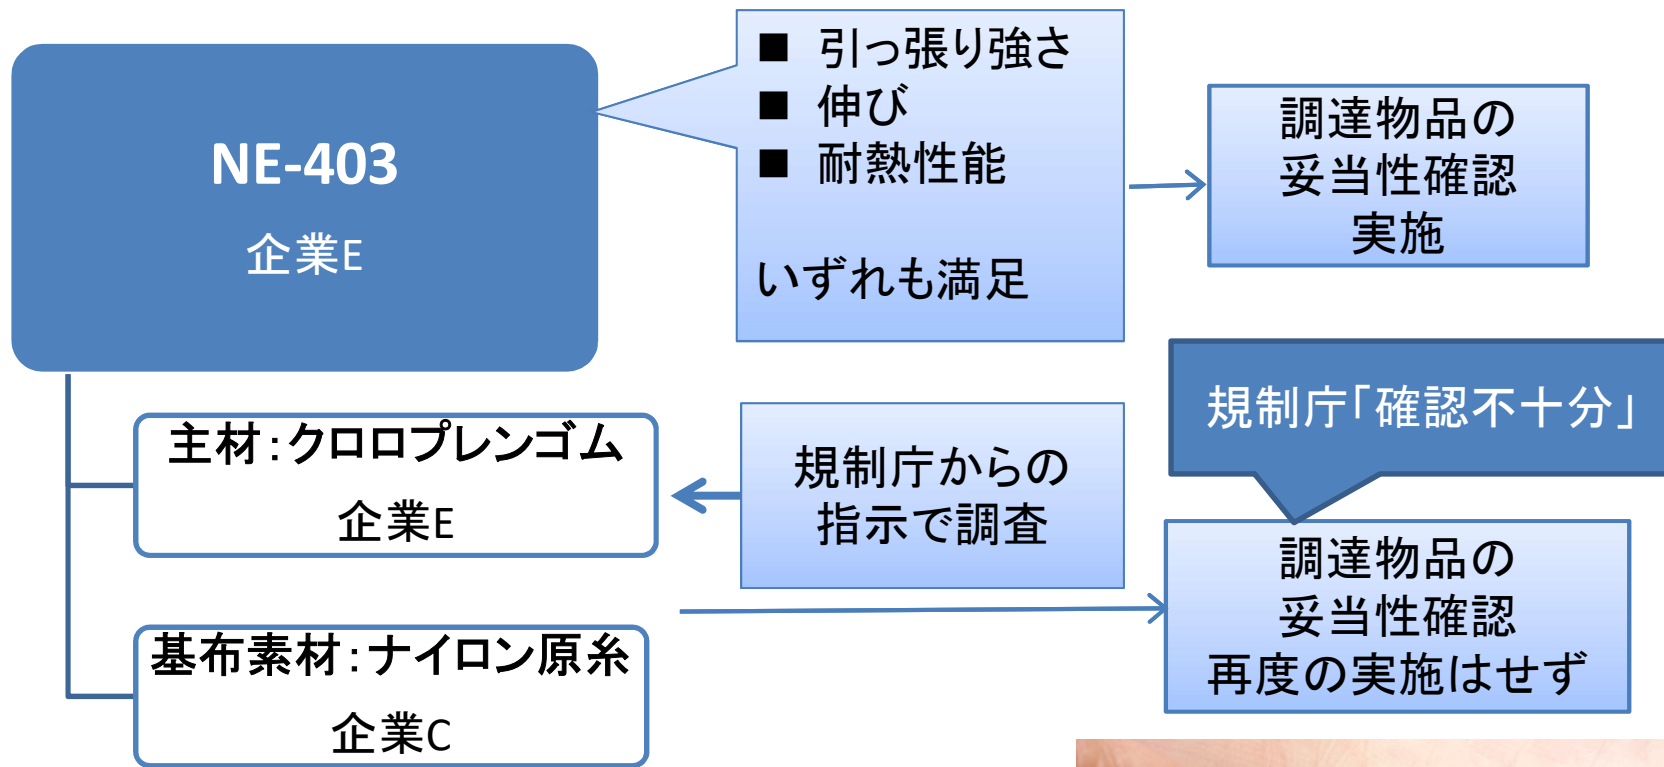 NE-403
企業E
■ 引っ張り強さ
■ 伸び
■ 耐熱性能
いずれも満足
調達物品の
妥当性確認
実施
規制庁「確認不十分」
主材：クロロプレンゴム
企業E
規制庁からの
指示で調査
調達物品の
妥当性確認
再度の実施はせず
基布素材：ナイロン原糸
企業C